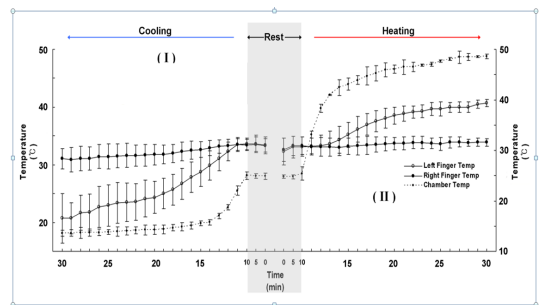 Cooling
Rest
Heating
( I )
50
40
30
20
Temperature
(℃)
50
40
30
20
10
Temperature
(℃)
Left Finger Temp
Right Finger Temp
Chamber Temp
( II )
30 25 20 15 10 5 0 0 5 10 15 20 25 30
Time
(min)